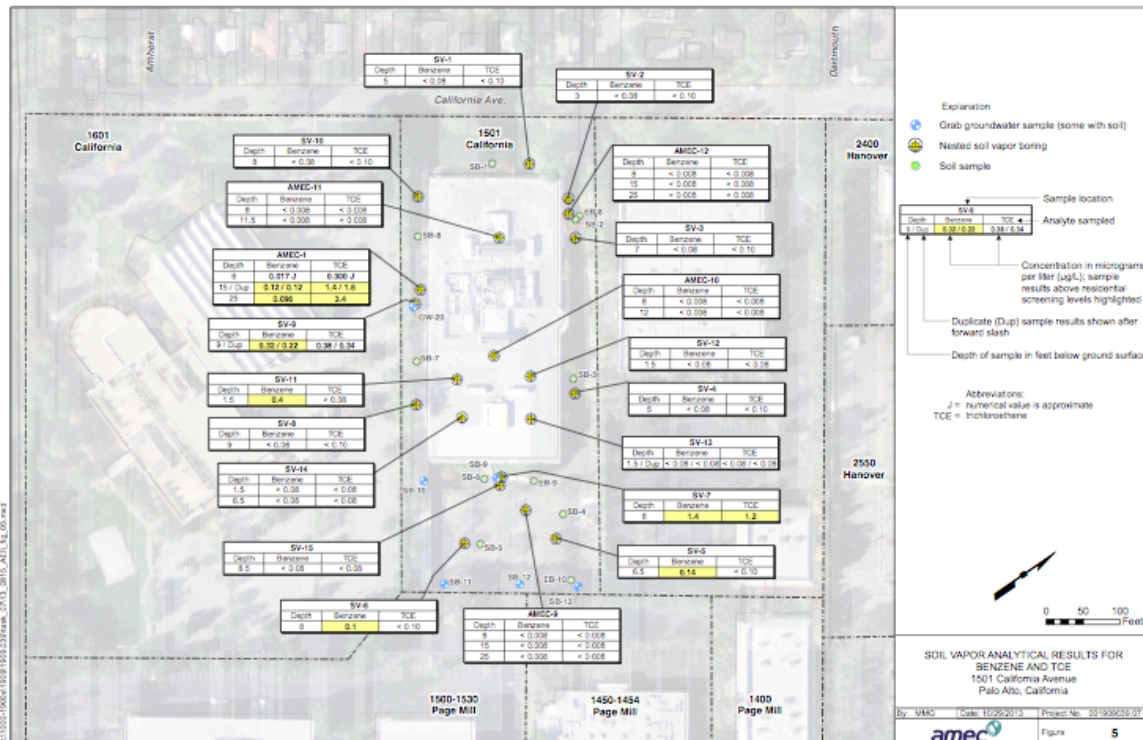 Amherst
Dartmouth
California Ave.
SV-1
Depth Benzene TCE
5 < 0.08 < 0.10
SV-2
Depth Benzene TCE
3 < 0.08 < 0.10
1601
California
1501
California
2400
Hanover
2550
Hanover
SV-10
Depth Benzene TCE
8 < 0.08 < 0.10
AMEC-12
Depth Benzene TCE
8 < 0.008 < 0.008
15 < 0.008 < 0.008
25 < 0.008 < 0.008
AMEC-11
Depth Benzene TCE
8 < 0.008 < 0.008
11.5 < 0.008 < 0.008
SV-3
Depth Benzene TCE
7 < 0.08 < 0.10
AMEC-1
Depth Benzene TCE
8 0.017 J 0.300 J
15 / Dup 0.12 / 0.12 1.4 / 1.6
25 0.095 3.4
AMEC-10
Depth Benzene TCE
8 < 0.008 < 0.008
12 < 0.008 < 0.008
SV-9
Depth Benzene TCE
9 / Dup 0.32 / 0.22 0.38 / 0.34
SV-12
Depth Benzene TCE
1.5 < 0.08 < 0.08
SV-11
Depth Benzene TCE
1.5 0.4 < 0.08
SV-4
Depth Benzene TCE
5 < 0.08 < 0.10
SV-8
Depth Benzene TCE
9 < 0.08 < 0.10
SV-13
Depth Benzene TCE
1.5 / Dup < 0.08 / < 0.08 < 0.08 / < 0.08
SV-14
Depth Benzene TCE
1.5 < 0.08 < 0.08
6.5 < 0.08 < 0.08
SV-7
Depth Benzene TCE
8 1.4 1.2
SV-15
Depth Benzene TCE
8.5 < 0.08 < 0.08
SV-5
Depth Benzene TCE
6.5 0.14 < 0.10
SV-6
Depth Benzene TCE
8 0.1 < 0.10
AMEC-9
Depth Benzene TCE
8 < 0.008 < 0.008
15 < 0.008 < 0.008
25 < 0.008 < 0.008
SB-1
EB-8
SB-2
SB-8
GW-20
SB-7
SB-3
SB-9
SB-6
EB-9
SB-10
SB-4
SB-5
SB-11
SB-12
EB-10
SB-13
1500-1530
Page Mill
1450-1454
Page Mill
1400
Page Mill
Explanation
Grab groundwater sample (some with soil)
Nested soil vapor boring
Soil sample
Sample location
SV-9
Depth Benzene TCE
9 / Dup 0.32 / 0.22 0.38 / 0.34
Analyte sampled
Concentration in micrograms
per liter (µg/L); sample
results above residential
screening levels highlighted
Duplicate (Dup) sample results shown after
forward slash
Depth of sample in feet below ground surface
Abbreviations:
J = numerical value is approximate
TCE = trichloroethene
0 50 100
Feet
SOIL VAPOR ANALYTICAL RESULTS FOR
BENZENE AND TCE
1501 California Avenue
Palo Alto, California
By: MMG Date: 10/29/2013 Project No.
amec
Figure 5